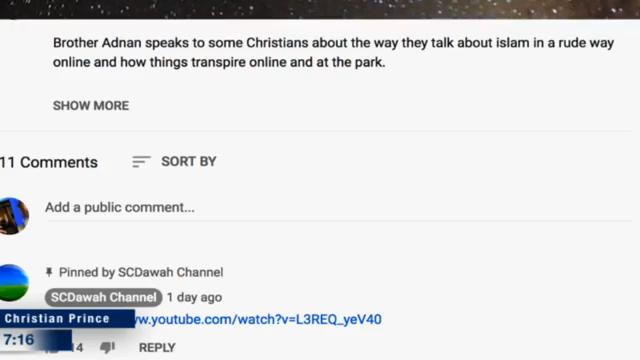 Brother Adnan speaks to some Christians about the way they talk about islam in a rude way
online and how things transpire online and at the park.
SHOW MORE
11 Comments
SORT BY
Add a public comment...
Pinned by SCDawah Channel
SCDawah Channel 1 day ago
Christian Prince
w.youtube.com/watch?v=L3REQ_yeV40
7:16
14
REPLY